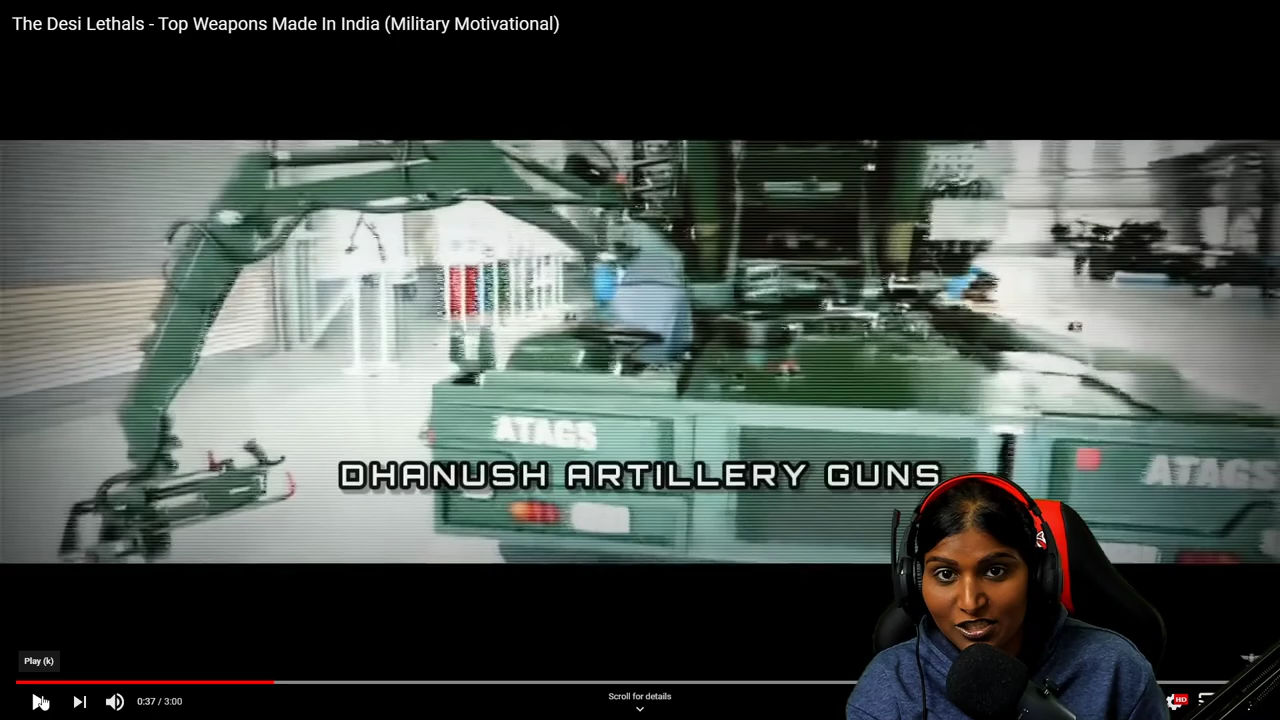 The Desi Lethals - Top Weapons Made In India (Military Motivational)
ATAGS
DHANUSH ARTILLERY GUNS
ATAGS
Play (k)
0:37 / 3:00
Scroll for details
HD